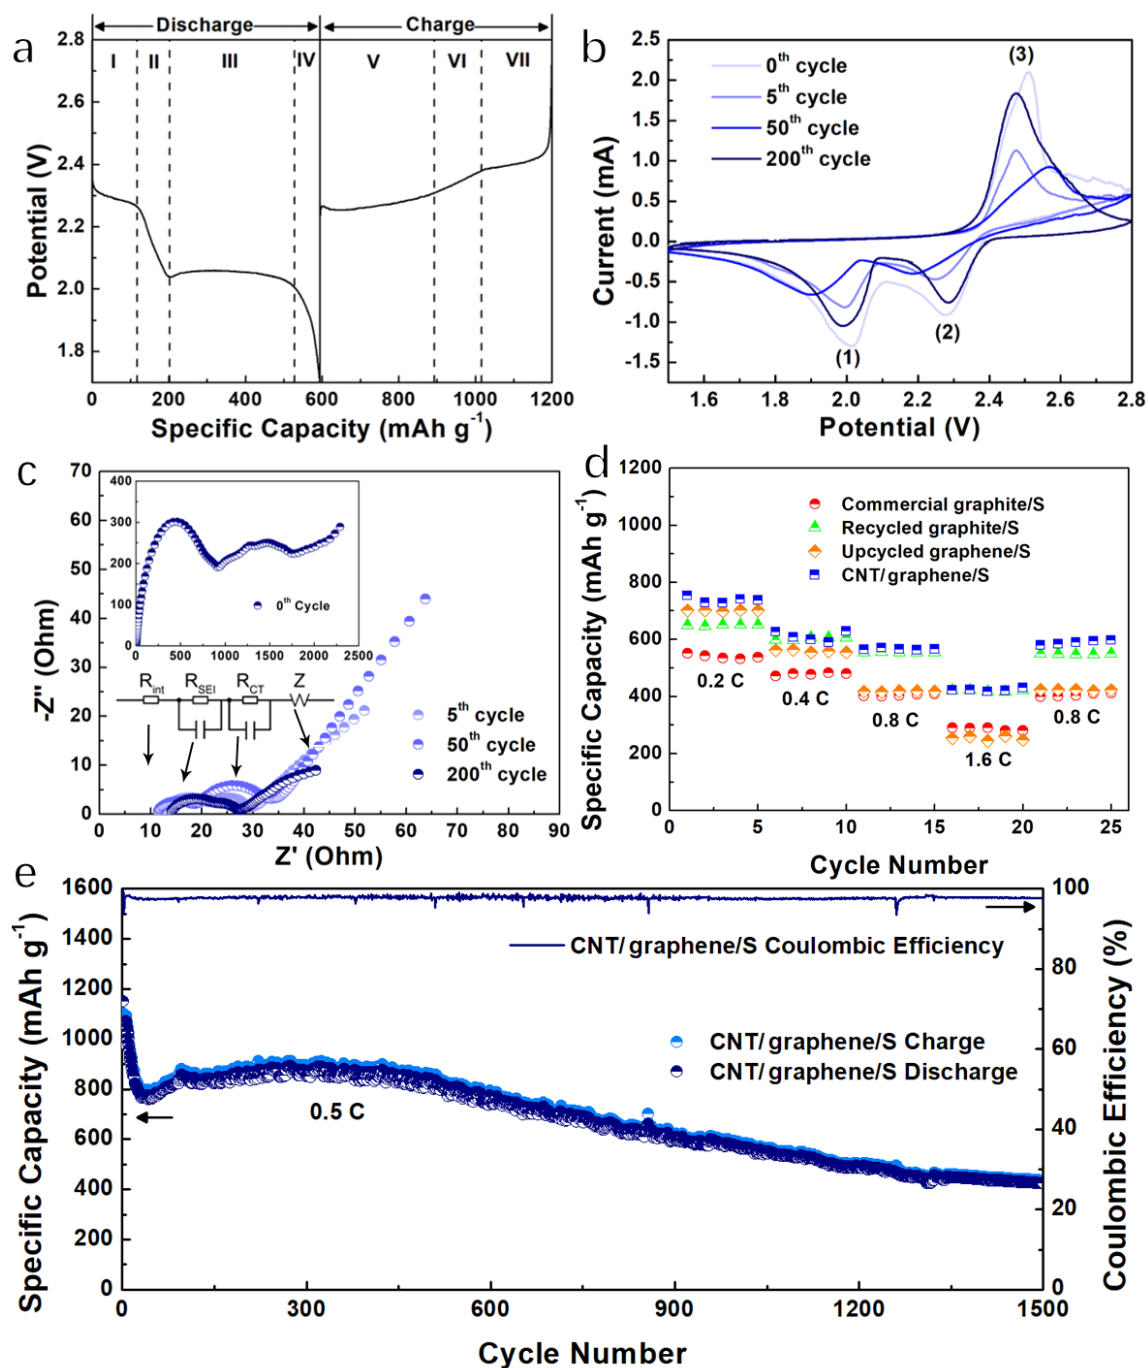 a
Discharge
Charge
I
II
III
IV
V
VI
VII
2.8
2.6
2.4
2.2
2.0
1.8
Potential (V)
0
200
400
600
800
1000
1200
Specific Capacity (mAh g-1)
b
0th cycle
5th cycle
50th cycle
200th cycle
(3)
(1)
(2)
2.5
2.0
1.5
1.0
0.5
0.0
-0.5
-1.0
-1.5
Current (mA)
1.6
1.8
2.0
2.2
2.4
2.6
2.8
Potential (V)
c
70
60
50
40
30
20
10
0
-Z" (Ohm)
400
300
200
100
0
0th Cycle
0
500
1000
1500
2000
2500
Rint
RSEI
RCT
Z
5th cycle
50th cycle
200th cycle
0
10
20
30
40
50
60
70
80
90
Z' (Ohm)
d
1200
1000
800
600
400
200
0
Specific Capacity (mAh g-1)
Commercial graphite/S
Recycled graphite/S
Upcycled graphene/S
CNT/graphene/S
0.2 C
0.4 C
0.8 C
1.6 C
0.8 C
0
5
10
15
20
25
Cycle Number
e
1600
1400
1200
1000
800
600
400
200
0
Specific Capacity (mAh g-1)
CNT/graphene/S Coulombic Efficiency
CNT/graphene/S Charge
CNT/graphene/S Discharge
0.5 C
100
80
60
40
20
0
Coulombic Efficiency (%)
0
300
600
900
1200
1500
Cycle Number